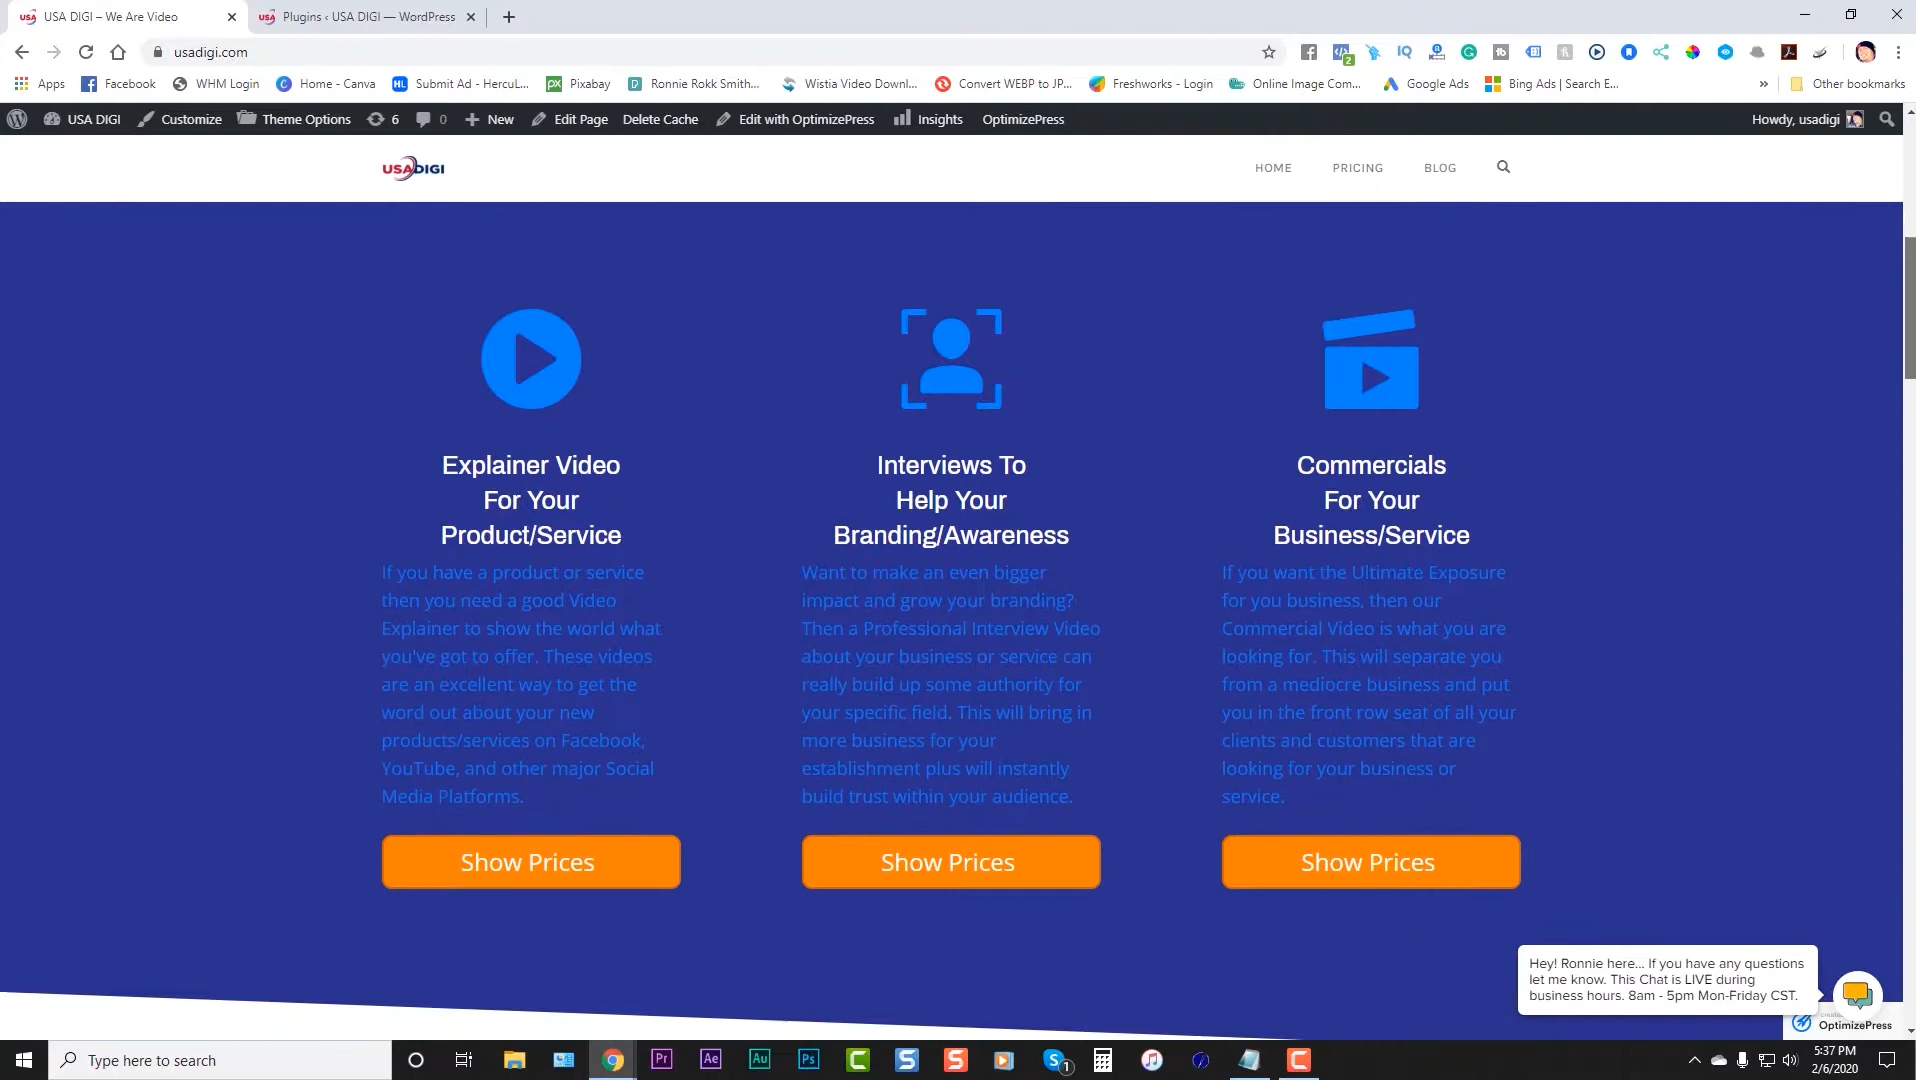 USA DIGI – We Are Video
Plugins ‹ USA DIGI — WordPress
usadigi.com
2
Apps
Facebook
WHM Login
Home - Canva
Submit Ad - HercuL...
Pixabay
Ronnie Rokk Smith...
Wistia Video Downl...
Convert WEBP to JP...
Freshworks - Login
Online Image Com...
Google Ads
Bing Ads | Search E...
»
Other bookmarks
USA DIGI
Customize
Theme Options
6
0
New
Edit Page
Delete Cache
Edit with OptimizePress
Insights
OptimizePress
Howdy, usadigi
USADIGI
HOME
PRICING
BLOG
Explainer Video
For Your
Product/Service
If you have a product or service
then you need a good Video
Explainer to show the world what
you've got to offer. These videos
are an excellent way to get the
word out about your new
products/services on Facebook,
YouTube, and other major Social
Media Platforms.
Show Prices
Interviews To
Help Your
Branding/Awareness
Want to make an even bigger
impact and grow your branding?
Then a Professional Interview Video
about your business or service can
really build up some authority for
your specific field. This will bring in
more business for your
establishment plus will instantly
build trust within your audience.
Show Prices
Commercials
For Your
Business/Service
If you want the Ultimate Exposure
for you business, then our
Commercial Video is what you are
looking for. This will separate you
from a mediocre business and put
you in the front row seat of all your
clients and customers that are
looking for your business or
service.
Show Prices
Hey! Ronnie here... If you have any questions
let me know. This Chat is LIVE during
business hours. 8am - 5pm Mon-Friday CST.
OptimizePress
Type here to search
Pr
Ae
Au
Ps
1
5:37 PM
2/6/2020